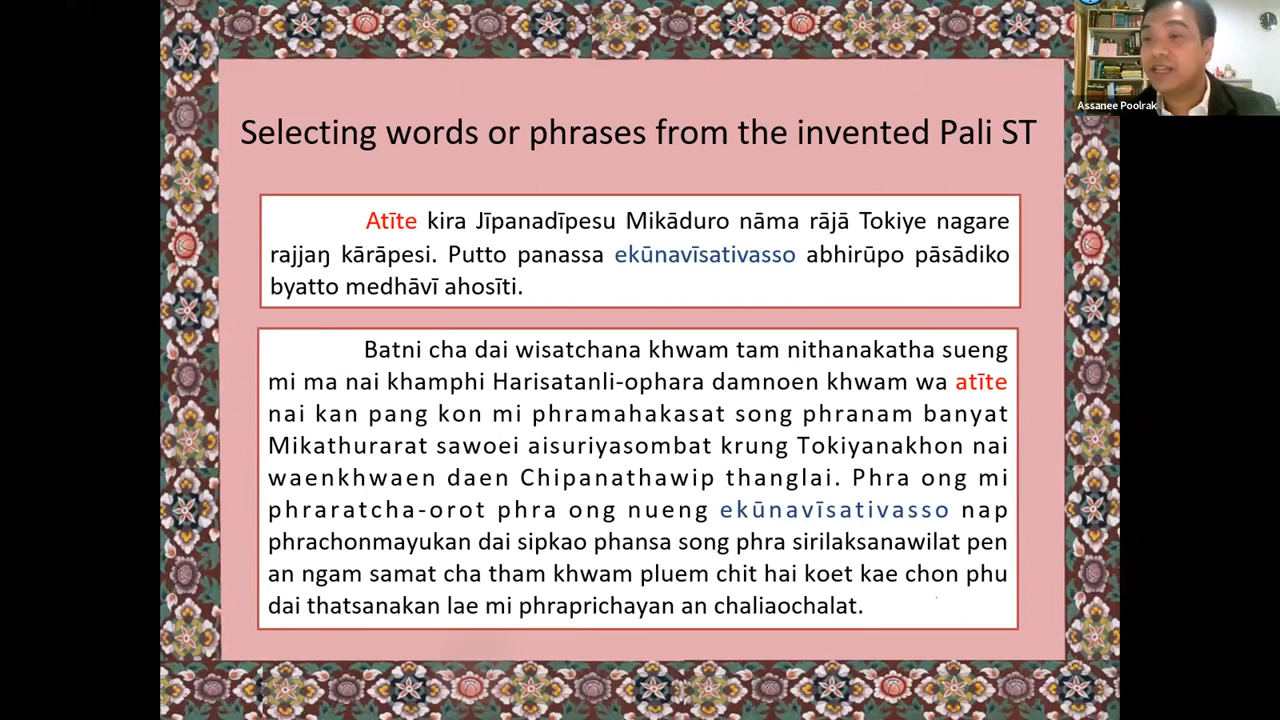 Assanee Poolrak
Selecting words or phrases from the invented Pali ST
Atīte kira Jīpanadīpesu Mikāduro nāma rājā Tokiye nagare
rajjaŋ kārāpesi. Putto panassa ekūnavīsativasso abhirūpo pāsādiko
byatto medhāvī ahosīti.
Batni cha dai wisatchana khwam tam nithanakatha sueng
mi ma nai khamphi Harisatanli-ophara damnoen khwam wa atīte
nai kan pang kon mi phramahakasat song phranam banyat
Mikathurarat sawoei aisuriyasombat krung Tokiyanakhon nai
waenkhwaen daen Chipanathawip thanglai. Phra ong mi
phraratcha-orot phra ong nueng ekūnavīsativasso nap
phrachonmayukan dai sipkao phansa song phra sirilaksanawilat pen
an ngam samat cha tham khwam pluem chit hai koet kae chon phu
dai thatsanakan lae mi phraprichayan an chaliaochalat.